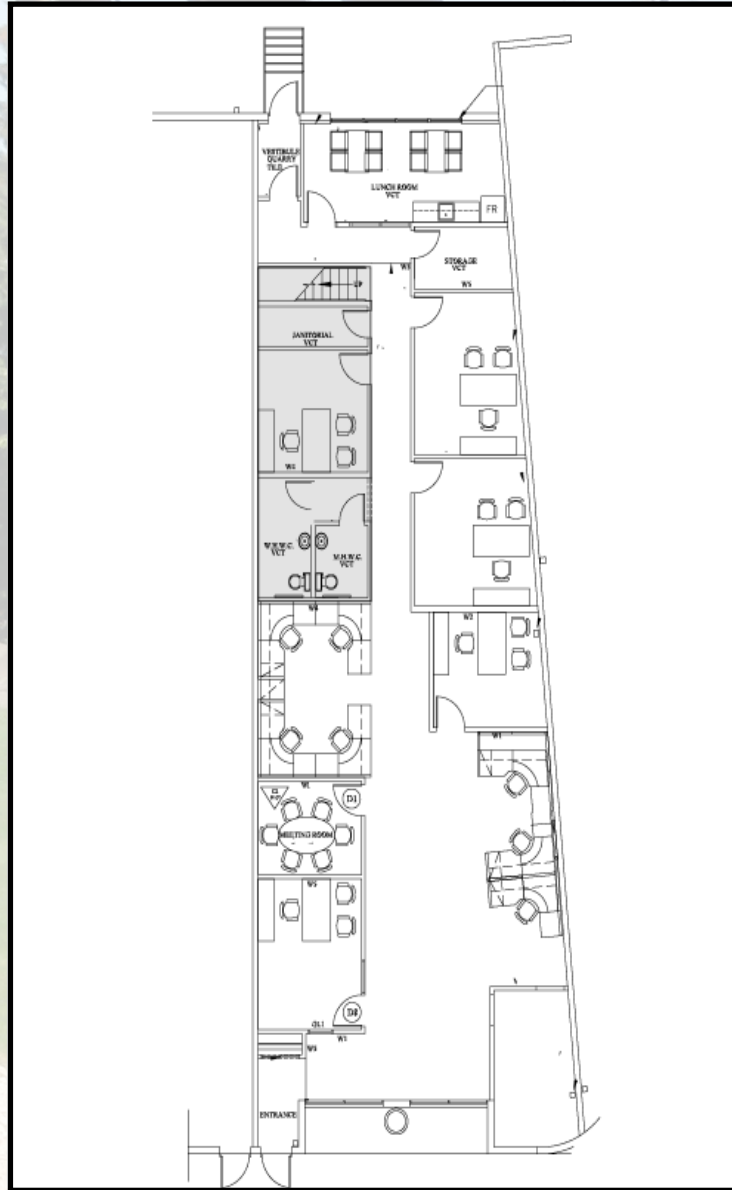 VESTIBULE
QUARRY
TILE
LUNCH ROOM
VCT
FR
STORAGE
VCT
W5
UP
JANITORIAL
VCT
W.H.W.C.
VCT
M.H.W.C.
VCT
W2
W1
W1
D1
MEETING ROOM
W5
D2
W5
ENTRANCE